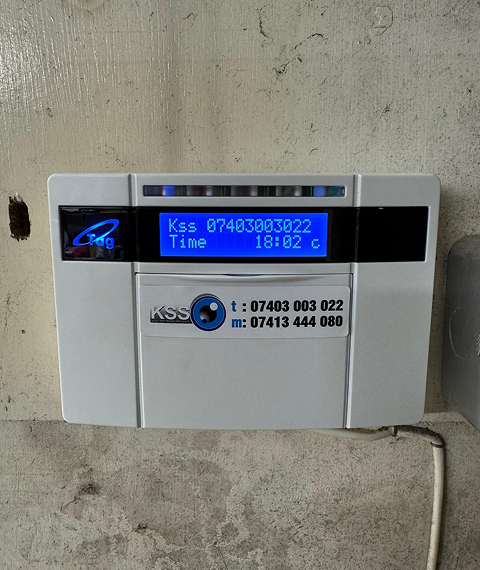 Kss 07403003022
Time 18:02 c
Tag
KSS
t : 07403 003 022
m: 07413 444 080